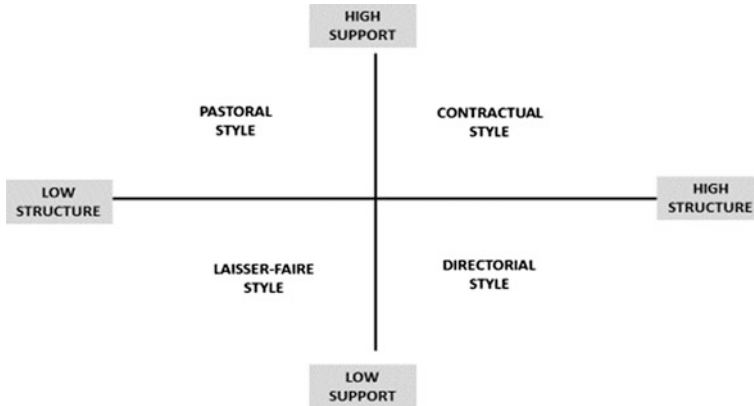 HIGH
SUPPORT
PASTORAL
STYLE
CONTRACTUAL
STYLE
LOW
STRUCTURE
HIGH
STRUCTURE
LAISSER-FAIRE
STYLE
DIRECTORIAL
STYLE
LOW
SUPPORT